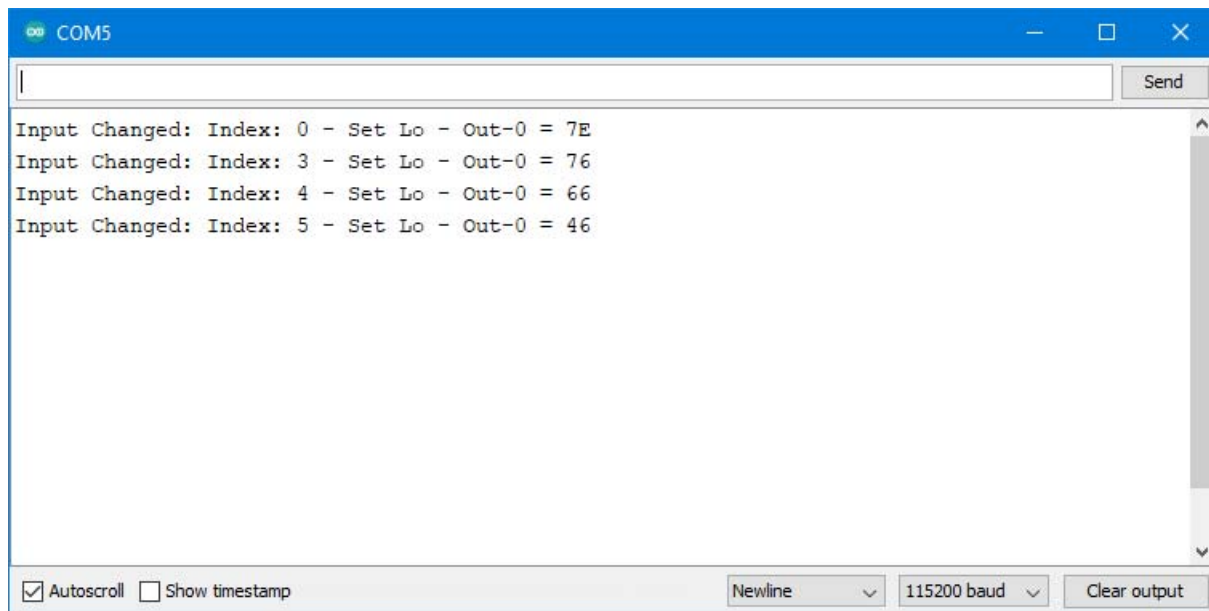 COM5
Send
Input Changed: Index: 0 - Set Lo - Out-0 = 7E
Input Changed: Index: 3 - Set Lo - Out-0 = 76
Input Changed: Index: 4 - Set Lo - Out-0 = 66
Input Changed: Index: 5 - Set Lo - Out-0 = 46
Autoscroll Show timestamp Newline 115200 baud Clear output